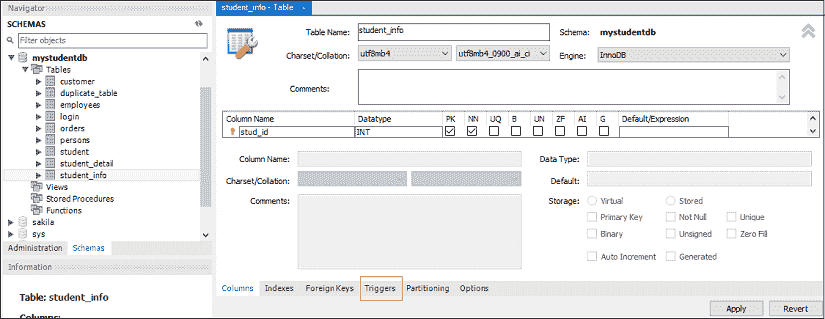 Navigator
SCHEMAS
Filter objects
mystudentdb
Tables
customer
duplicate_table
employees
login
orders
persons
student
student_detail
student_info
Views
Stored Procedures
Functions
sakila
sys
Administration Schemas
Information
Table: student_info
Columns:
student_info - Table
Table Name: student_info Schema: mystudentdb
Charset/Collation: utf8mb4 utf8mb4_0900_ai_ci Engine: InnoDB
Comments:
Column Name Datatype PK NN UQ B UN ZF AI G Default/Expression
stud_id INT
Column Name: Data Type:
Charset/Collation: Default:
Comments: Storage: Virtual Stored
Primary Key Not Null Unique
Binary Unsigned Zero Fill
Auto Increment Generated
Columns Indexes Foreign Keys Triggers Partitioning Options
Apply Revert